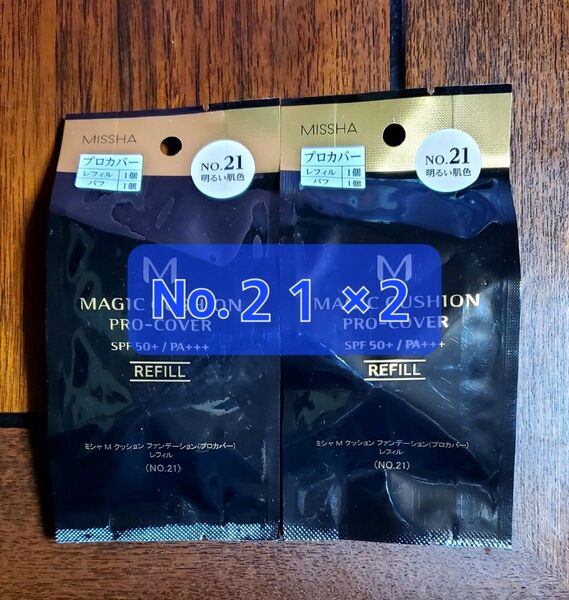 MISSHA
プロカバー
レフィル 1個
パフ 1個
NO.21
明るい肌色
M
MAGIC CUSHION
PRO-COVER
SPF 50+ / PA+++
REFILL
ミシャ M クッション ファンデーション(プロカバー)
レフィル
(NO.21)
MISSHA
プロカバー
レフィル 1個
パフ 1個
NO.21
明るい肌色
M
MAGIC CUSHION
PRO-COVER
SPF 50+ / PA+++
REFILL
ミシャ M クッション ファンデーション(プロカバー)
レフィル
(NO.21)
No.21×2